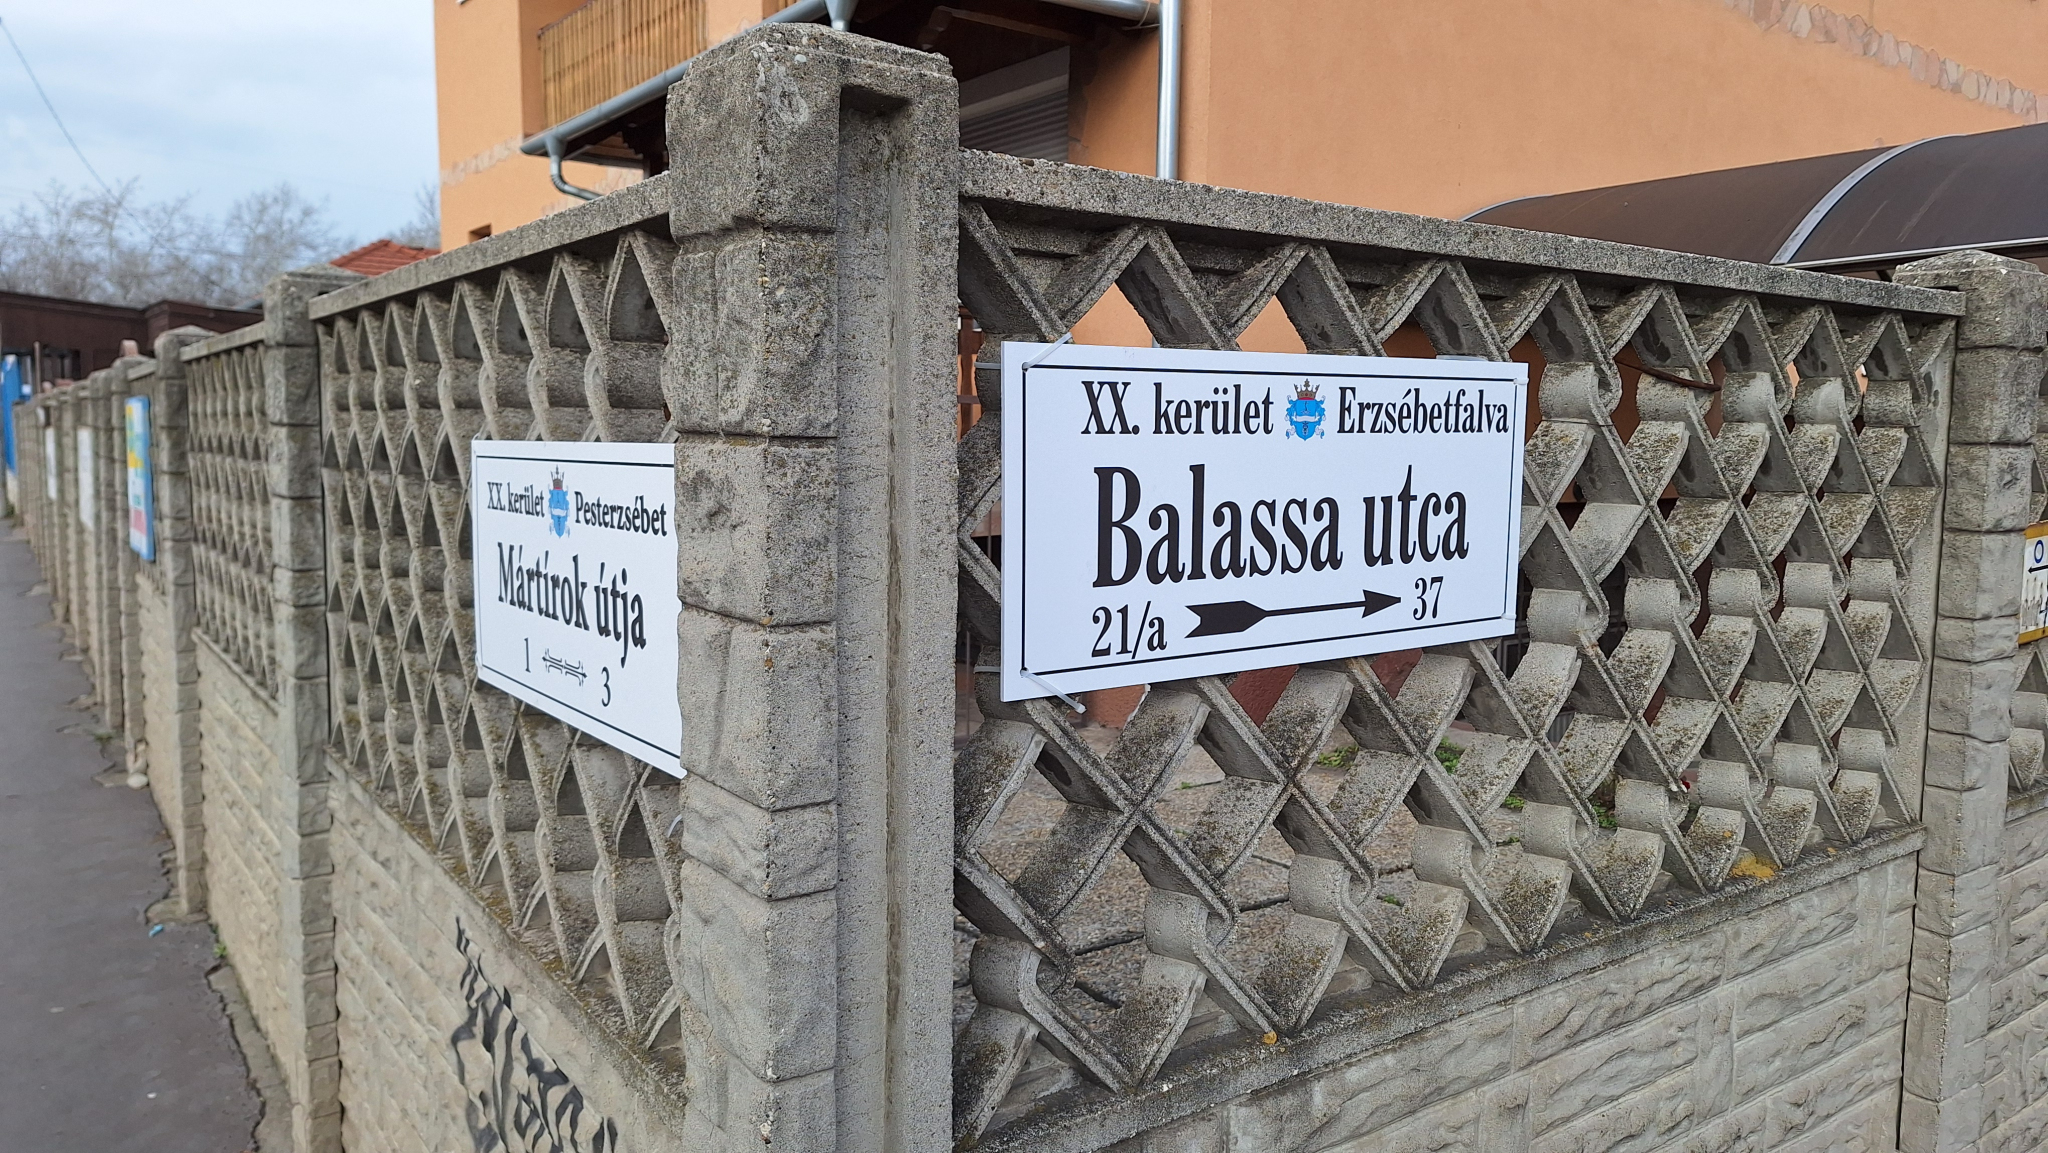 XX. kerület Pesterzsébet
Mártírok útja
1 3
XX. kerület Erzsébetfalva
Balassa utca
21/a 37